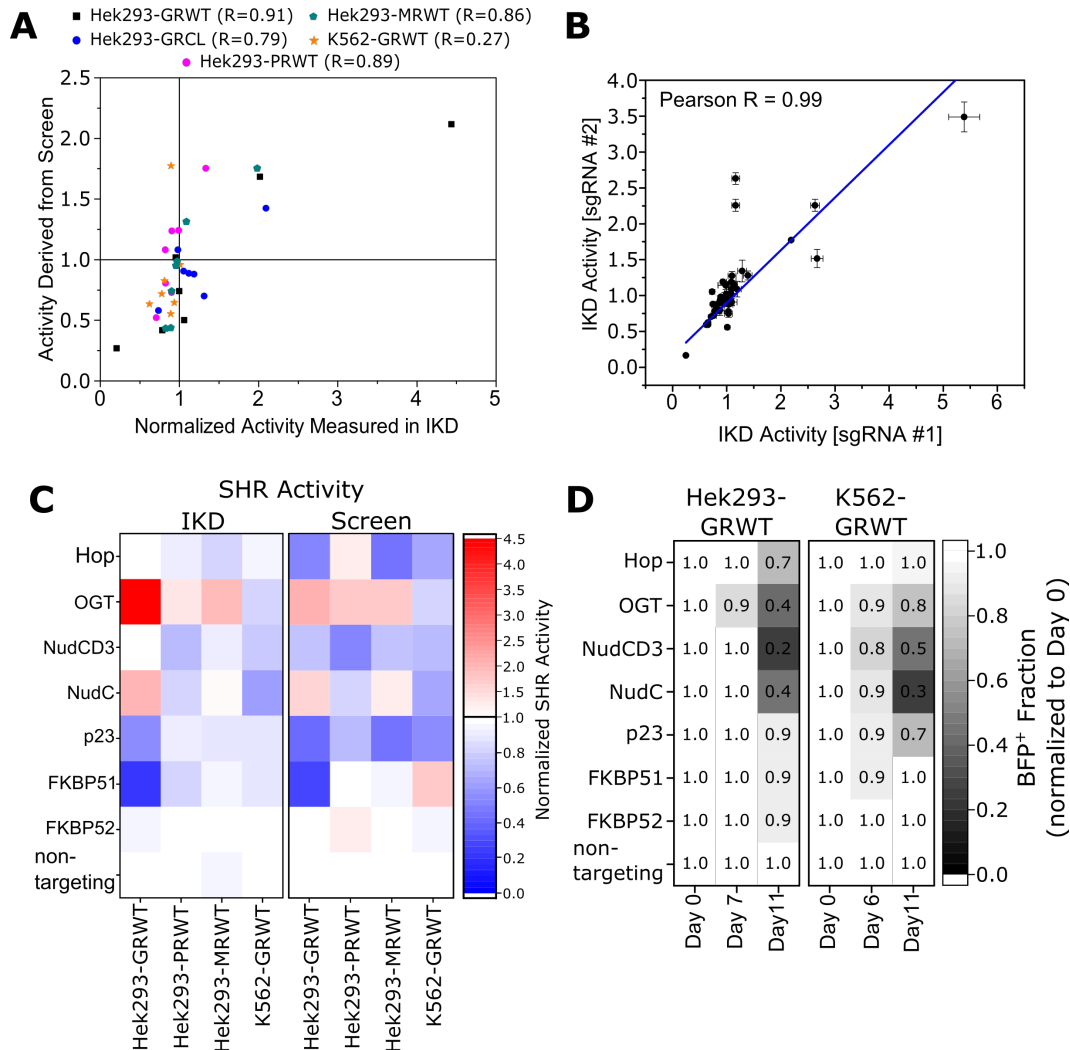 A
Hek293-GRWT (R=0.91)
Hek293-MRWT (R=0.86)
Hek293-GRCL (R=0.79)
K562-GRWT (R=0.27)
Hek293-PRWT (R=0.89)
Activity Derived from Screen
2.5
2.0
1.5
1.0
0.5
0.0
0 1 2 3 4 5
Normalized Activity Measured in IKD
B
Pearson R = 0.99
IKD Activity [sgRNA #2]
4.0
3.5
3.0
2.5
2.0
1.5
1.0
0.5
0.0
0 1 2 3 4 5 6
IKD Activity [sgRNA #1]
C
SHR Activity
IKD Screen
Hop
OGT
NudCD3
NudC
p23
FKBP51
FKBP52
non-
targeting
Hek293-GRWT
Hek293-PRWT
Hek293-MRWT
K562-GRWT
Hek293-GRWT
Hek293-PRWT
Hek293-MRWT
K562-GRWT
4.5
4.0
3.5
3.0
2.5
2.0
1.5
1.0
0.8
0.6
0.4
0.2
0.0
Normalized SHR Activity
D
Hek293-
GRWT
K562-
GRWT
Hop 1.0 1.0 0.7 1.0 1.0 1.0
OGT 1.0 0.9 0.4 1.0 0.9 0.8
NudCD3 1.0 1.0 0.2 1.0 0.8 0.5
NudC 1.0 1.0 0.4 1.0 0.9 0.3
p23 1.0 1.0 0.9 1.0 0.9 0.7
FKBP51 1.0 1.0 0.9 1.0 0.9 1.0
FKBP52 1.0 1.0 0.9 1.0 1.0 1.0
non-
targeting 1.0 1.0 1.0 1.0 1.0 1.0
Day 0
Day 7
Day11
Day 0
Day 6
Day11
1.0
0.8
0.6
0.4
0.2
0.0
BFP⁺ Fraction
(normalized to Day 0)